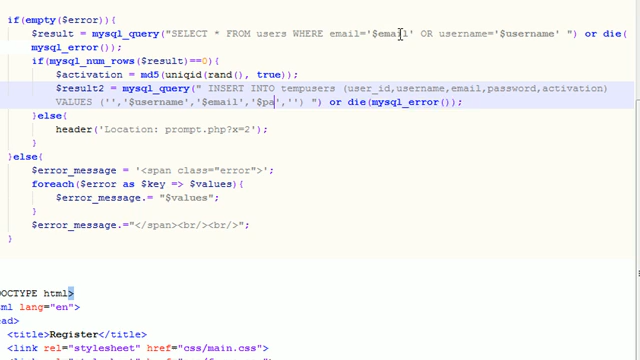 if(empty($error)){
$result = mysql_query("SELECT * FROM users WHERE email='$email' OR username='$username' ") or die(
mysql_error());
if(mysql_num_rows($result)==0){
$activation = md5(uniqid(rand(), true));
$result2 = mysql_query(" INSERT INTO tempusers (user_id,username,email,password,activation)
VALUES ('','$username','$email','$pa','') ") or die(mysql_error());
}else{
header('Location: prompt.php?x=2');
}
}else{
$error_message = '<span class="error">';
foreach($error as $key => $values){
$error_message.= "$values";
}
$error_message.="</span><br/><br/>";
}
OCTYPE html>
ml lang="en">
ead>
<title>Register</title>
<link rel="stylesheet" href="css/main.css">